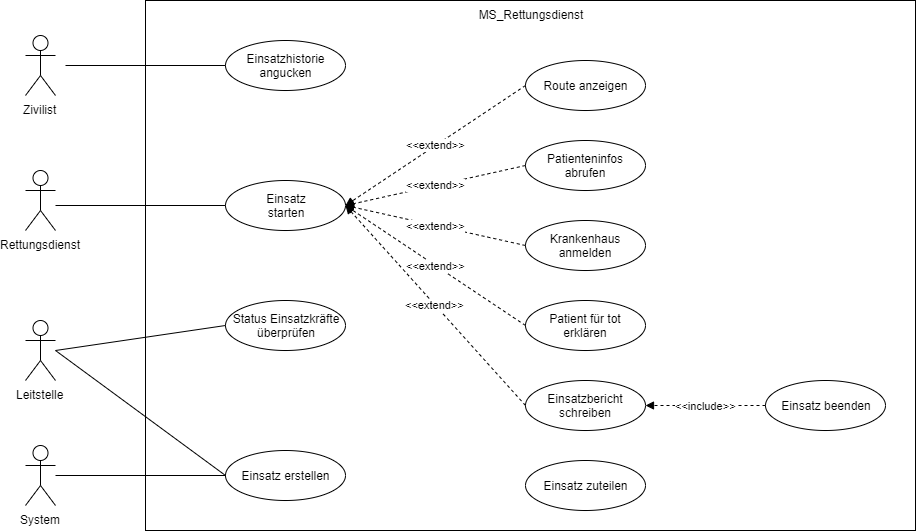 MS_Rettungsdienst
Zivilist
Einsatzhistorie
angucken
Route anzeigen
<<extend>>
Patienteninfos
abrufen
<<extend>>
Rettungsdienst
Einsatz
starten
<<extend>>
Krankenhaus
anmelden
<<extend>>
Patient für tot
erklären
<<extend>>
Leitstelle
Status Einsatzkräfte
überprüfen
Einsatzbericht
schreiben
<<include>>
Einsatz beenden
System
Einsatz erstellen
Einsatz zuteilen